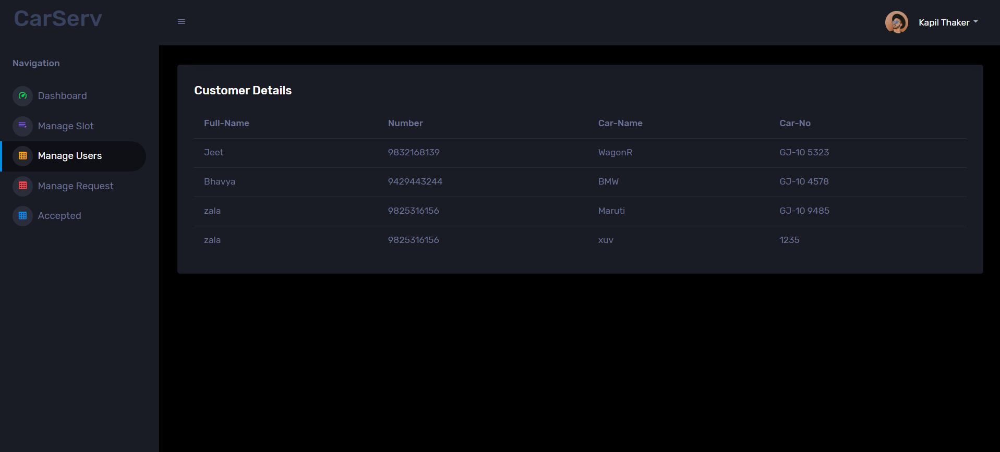 CarServ
Kapil Thaker
Navigation
Dashboard
Manage Slot
Manage Users
Manage Request
Accepted
Customer Details
Full-Name Number Car-Name Car-No
Jeet 9832168139 WagonR GJ-10 5323
Bhavya 9429443244 BMW GJ-10 4578
zala 9825316156 Maruti GJ-10 9485
zala 9825316156 xuv 1235